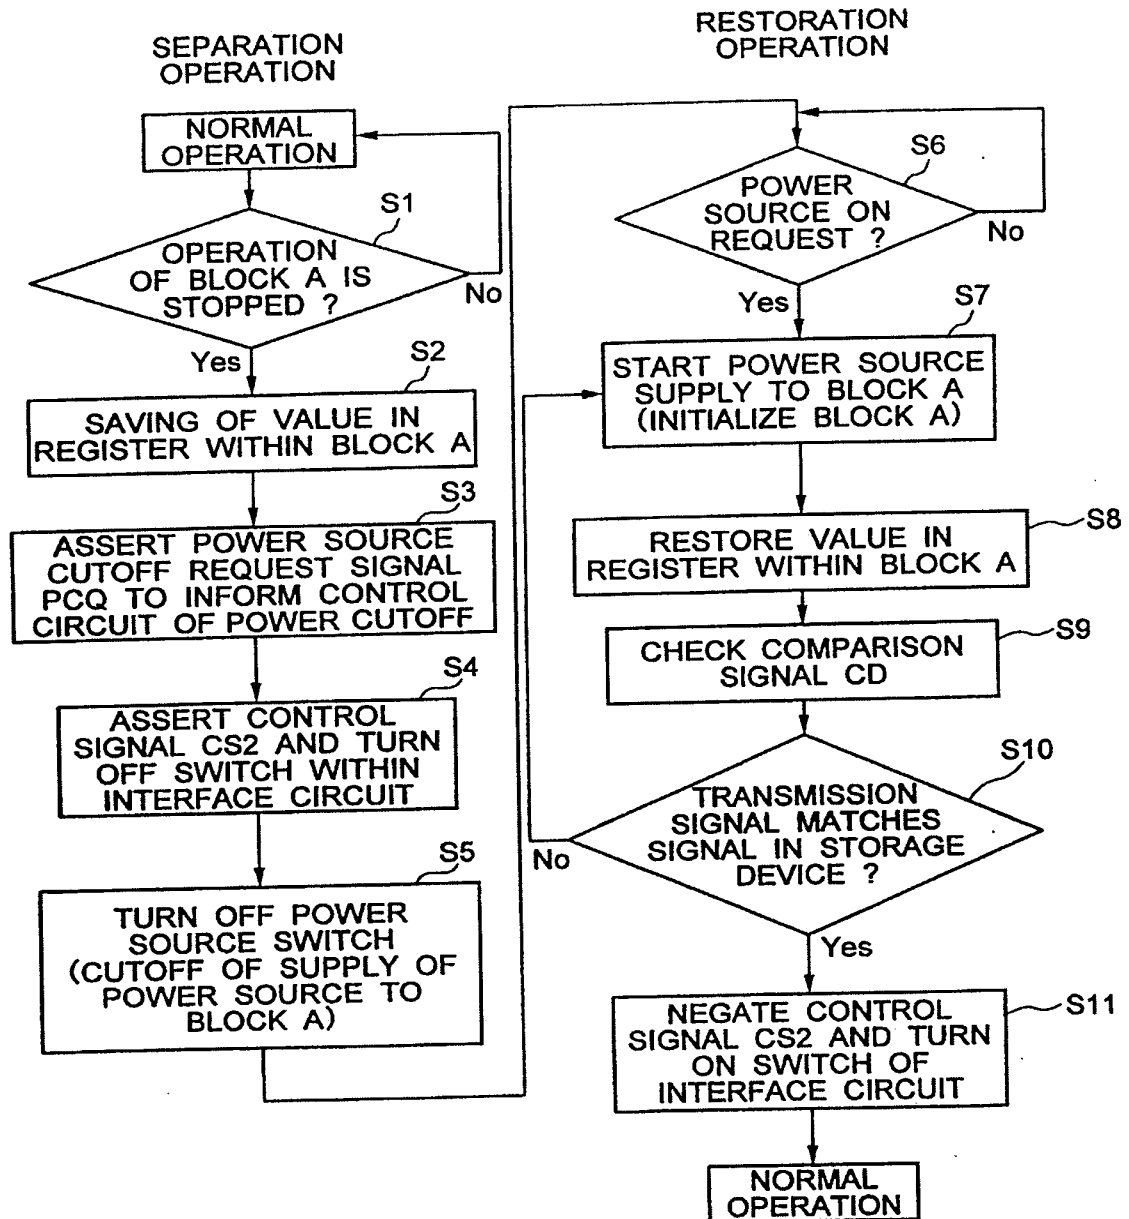 SEPARATION
OPERATION
NORMAL
OPERATION
S1
OPERATION
OF BLOCK A IS
STOPPED ?
No
Yes
S2
SAVING OF VALUE IN
REGISTER WITHIN BLOCK A
S3
ASSERT POWER SOURCE
CUTOFF REQUEST SIGNAL
PCQ TO INFORM CONTROL
CIRCUIT OF POWER CUTOFF
S4
ASSERT CONTROL
SIGNAL CS2 AND TURN
OFF SWITCH WITHIN
INTERFACE CIRCUIT
S5
TURN OFF POWER
SOURCE SWITCH
(CUTOFF OF SUPPLY OF
POWER SOURCE TO
BLOCK A)
RESTORATION
OPERATION
S6
POWER
SOURCE ON
REQUEST ?
No
Yes
S7
START POWER SOURCE
SUPPLY TO BLOCK A
(INITIALIZE BLOCK A)
S8
RESTORE VALUE IN
REGISTER WITHIN BLOCK A
S9
CHECK COMPARISON
SIGNAL CD
S10
TRANSMISSION
SIGNAL MATCHES
SIGNAL IN STORAGE
DEVICE ?
No
Yes
S11
NEGATE CONTROL
SIGNAL CS2 AND TURN
ON SWITCH OF
INTERFACE CIRCUIT
NORMAL
OPERATION